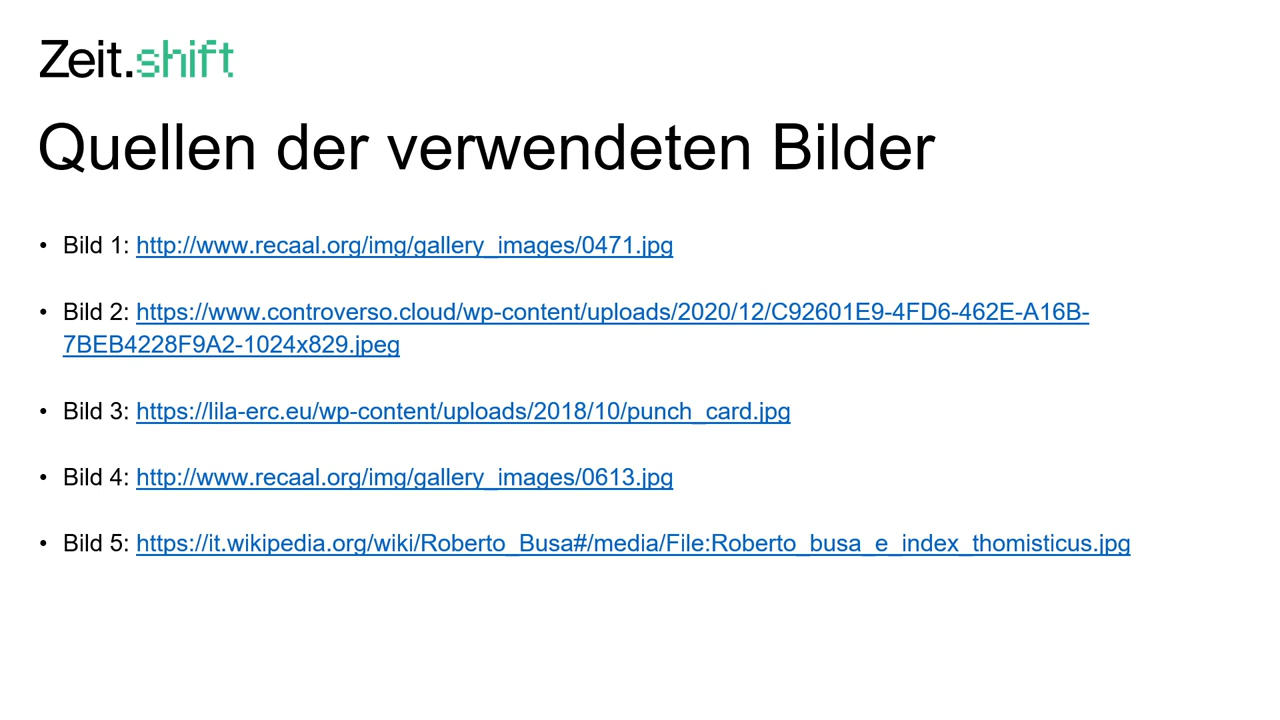 Zeit.shift
Quellen der verwendeten Bilder
• Bild 1: http://www.recaal.org/img/gallery_images/0471.jpg
• Bild 2: https://www.controverso.cloud/wp-content/uploads/2020/12/C92601E9-4FD6-462E-A16B-
7BEB4228F9A2-1024x829.jpeg
• Bild 3: https://lila-erc.eu/wp-content/uploads/2018/10/punch_card.jpg
• Bild 4: http://www.recaal.org/img/gallery_images/0613.jpg
• Bild 5: https://it.wikipedia.org/wiki/Roberto_Busa#/media/File:Roberto_busa_e_index_thomisticus.jpg